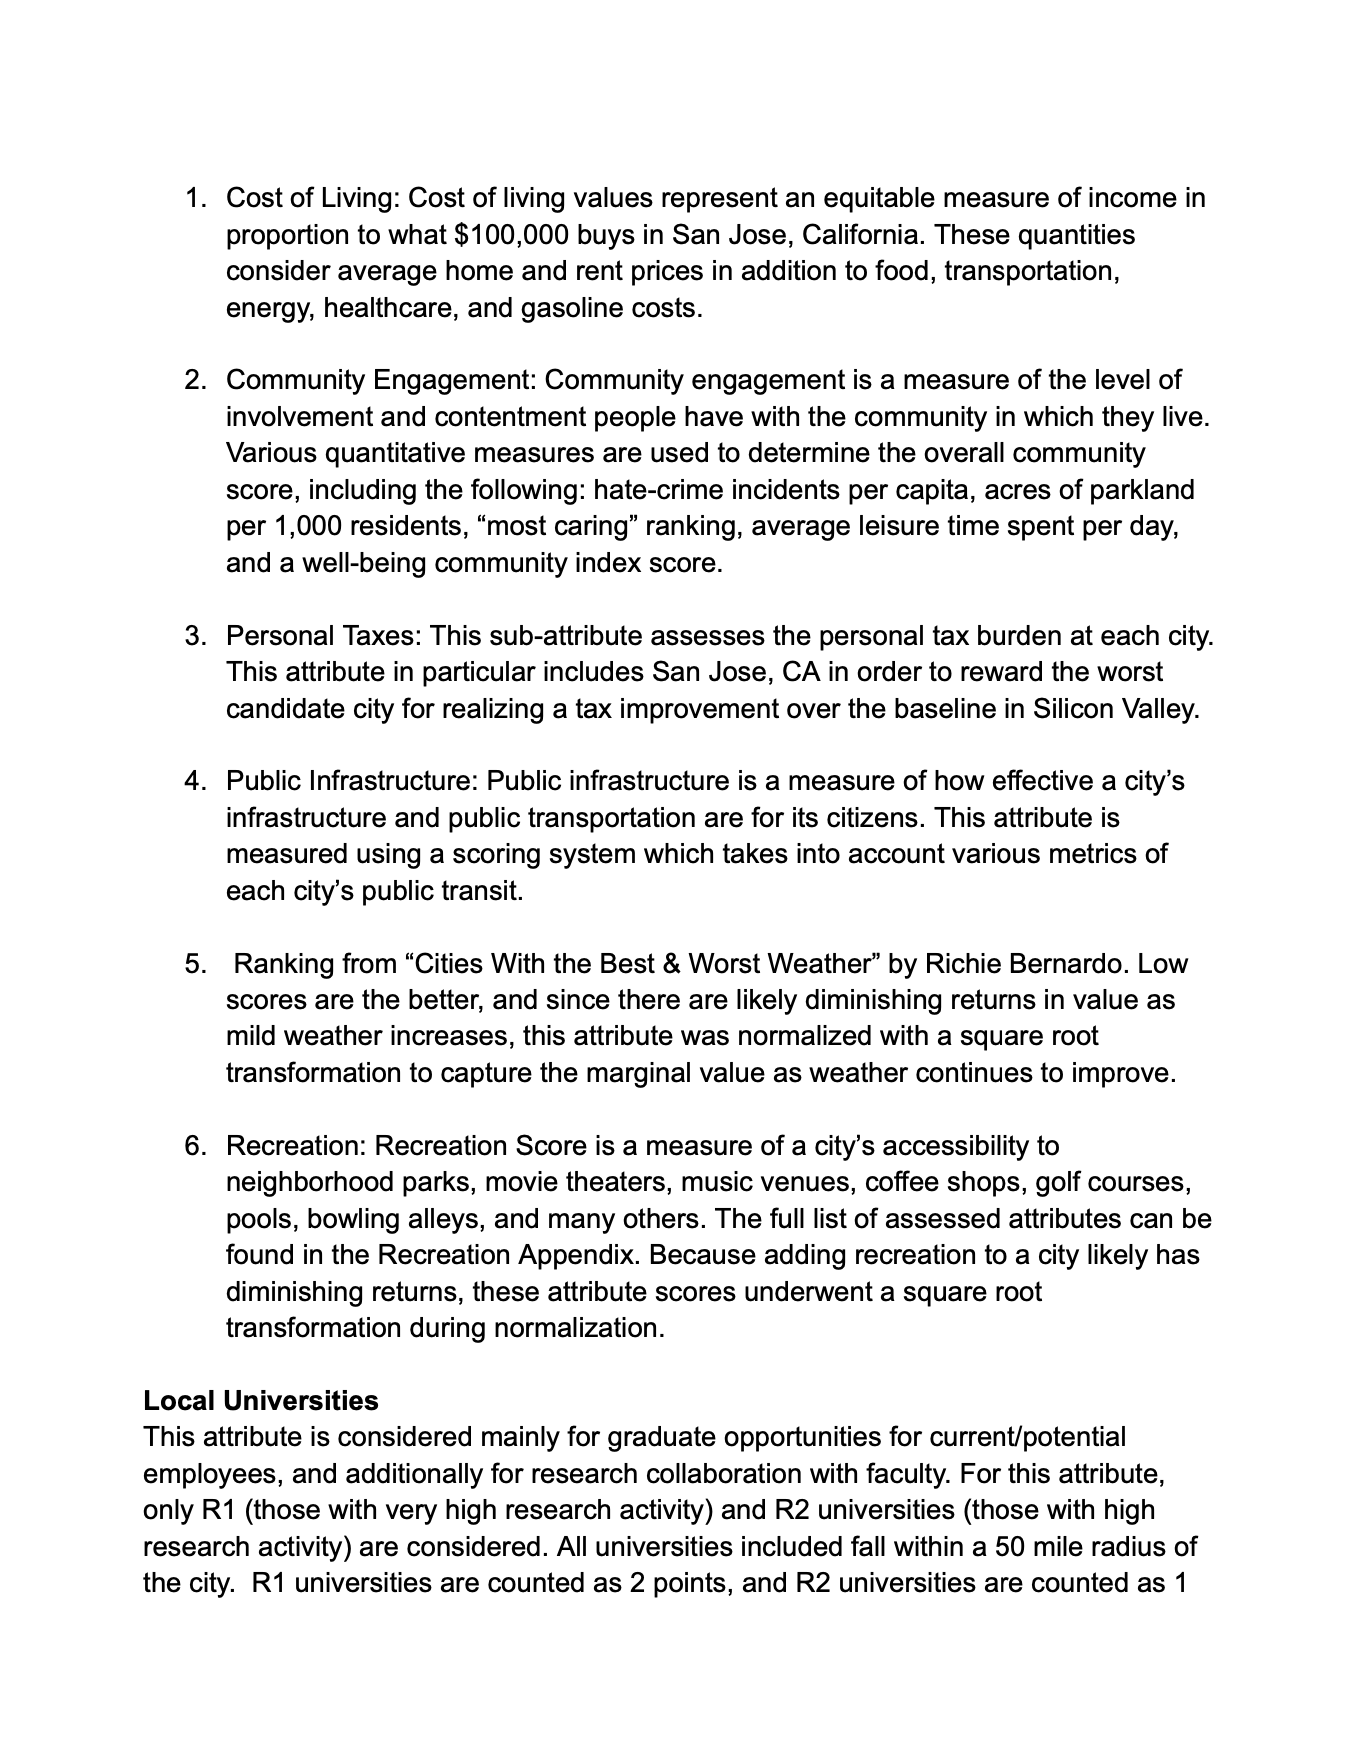 1. Cost of Living: Cost of living values represent an equitable measure of income in
proportion to what $100,000 buys in San Jose, California. These quantities
consider average home and rent prices in addition to food, transportation,
energy, healthcare, and gasoline costs.
2. Community Engagement: Community engagement is a measure of the level of
involvement and contentment people have with the community in which they live.
Various quantitative measures are used to determine the overall community
score, including the following: hate-crime incidents per capita, acres of parkland
per 1,000 residents, “most caring” ranking, average leisure time spent per day,
and a well-being community index score.
3. Personal Taxes: This sub-attribute assesses the personal tax burden at each city.
This attribute in particular includes San Jose, CA in order to reward the worst
candidate city for realizing a tax improvement over the baseline in Silicon Valley.
4. Public Infrastructure: Public infrastructure is a measure of how effective a city’s
infrastructure and public transportation are for its citizens. This attribute is
measured using a scoring system which takes into account various metrics of
each city’s public transit.
5. Ranking from “Cities With the Best & Worst Weather” by Richie Bernardo. Low
scores are the better, and since there are likely diminishing returns in value as
mild weather increases, this attribute was normalized with a square root
transformation to capture the marginal value as weather continues to improve.
6. Recreation: Recreation Score is a measure of a city’s accessibility to
neighborhood parks, movie theaters, music venues, coffee shops, golf courses,
pools, bowling alleys, and many others. The full list of assessed attributes can be
found in the Recreation Appendix. Because adding recreation to a city likely has
diminishing returns, these attribute scores underwent a square root
transformation during normalization.
Local Universities
This attribute is considered mainly for graduate opportunities for current/potential
employees, and additionally for research collaboration with faculty. For this attribute,
only R1 (those with very high research activity) and R2 universities (those with high
research activity) are considered. All universities included fall within a 50 mile radius of
the city. R1 universities are counted as 2 points, and R2 universities are counted as 1